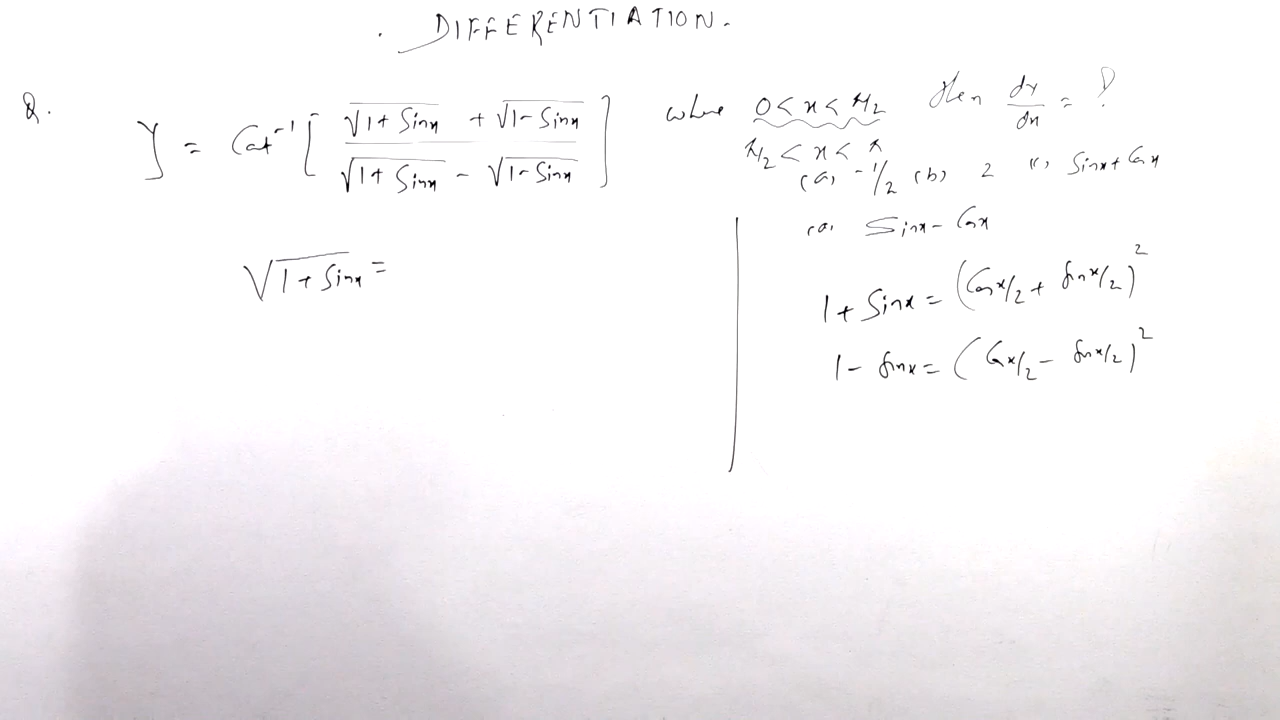 . DIFFERENTIATION.
Q. y = Cot⁻¹ [ (√(1 + Sinx) + √(1 - Sinx)) / (√(1 + Sinx) - √(1 - Sinx)) ] where 0 < x < π/2 then dy/dx = ?
π/2 < x < π
(a) -1/2 (b) 2 (c) Sinx + Cosx
(d) Sinx - Cosx
√(1 + Sinx) =
1 + Sinx = (Cosx/2 + Sinx/2)²
1 - Sinx = (Cosx/2 - Sinx/2)²